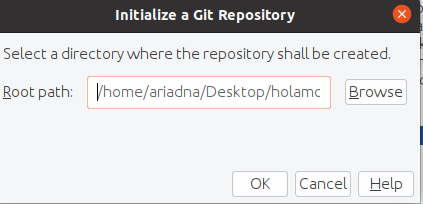 Initialize a Git Repository
Select a directory where the repository shall be created.
Root path: /home/ariadna/Desktop/holamc Browse
OK Cancel Help